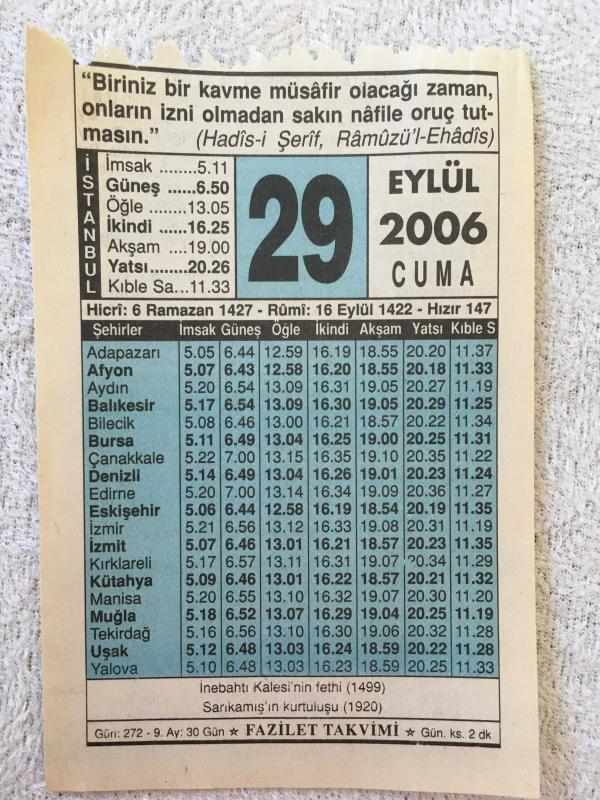 “Biriniz bir kavme müsâfir olacağı zaman,
onların izni olmadan sakın nâfile oruç tut-
masın.” (Hadîs-i Şerîf, Râmûzü’l-Ehâdîs)
İSTANBUL
İmsak ........5.11
Güneş ......6.50
Öğle .......13.05
İkindi ......16.25
Akşam ....19.00
Yatsı........20.26
Kıble Sa...11.33
29
EYLÜL
2006
CUMA
Hicrî: 6 Ramazan 1427 - Rûmî: 16 Eylül 1422 - Hızır 147
Şehirler İmsak Güneş Öğle İkindi Akşam Yatsı Kıble S
Adapazarı 5.05 6.44 12.59 16.19 18.55 20.20 11.37
Afyon 5.07 6.43 12.58 16.20 18.55 20.18 11.33
Aydın 5.20 6.54 13.09 16.31 19.05 20.27 11.19
Balıkesir 5.17 6.54 13.09 16.30 19.05 20.29 11.25
Bilecik 5.08 6.46 13.00 16.21 18.57 20.22 11.34
Bursa 5.11 6.49 13.04 16.25 19.00 20.25 11.31
Çanakkale 5.22 7.00 13.15 16.35 19.10 20.35 11.22
Denizli 5.14 6.49 13.04 16.26 19.01 20.23 11.24
Edirne 5.20 7.00 13.14 16.34 19.09 20.36 11.27
Eskişehir 5.06 6.44 12.58 16.19 18.54 20.19 11.35
İzmir 5.21 6.56 13.12 16.33 19.08 20.31 11.19
İzmit 5.07 6.46 13.01 16.21 18.57 20.23 11.35
Kırklareli 5.17 6.57 13.11 16.31 19.07 20.34 11.29
Kütahya 5.09 6.46 13.01 16.22 18.57 20.21 11.32
Manisa 5.20 6.55 13.10 16.32 19.07 20.30 11.20
Muğla 5.18 6.52 13.07 16.29 19.04 20.25 11.19
Tekirdağ 5.16 6.56 13.10 16.30 19.06 20.32 11.28
Uşak 5.12 6.48 13.03 16.24 18.59 20.22 11.28
Yalova 5.10 6.48 13.03 16.23 18.59 20.25 11.33
İnebahtı Kalesi’nin fethi (1499)
Sarıkamış’ın kurtuluşu (1920)
Gün: 272 - 9. Ay: 30 Gün ★ FAZİLET TAKVİMİ ★ Gün. ks. 2 dk